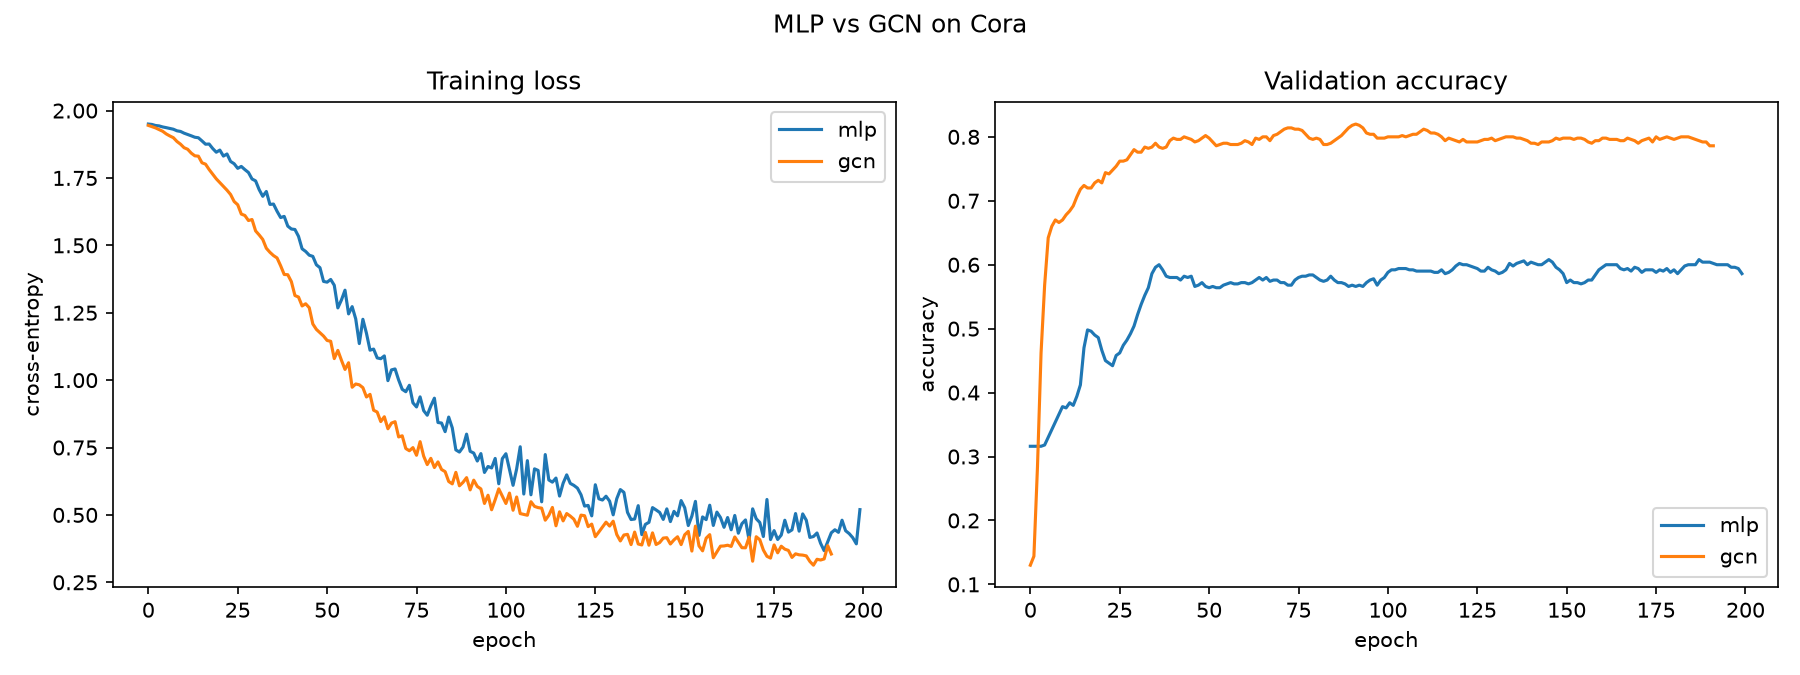 MLP vs GCN on Cora
Training loss
cross-entropy
2.00
1.75
1.50
1.25
1.00
0.75
0.50
0.25
0 25 50 75 100 125 150 175 200
epoch
mlp
gcn
Validation accuracy
accuracy
0.8
0.7
0.6
0.5
0.4
0.3
0.2
0.1
0 25 50 75 100 125 150 175 200
epoch
mlp
gcn